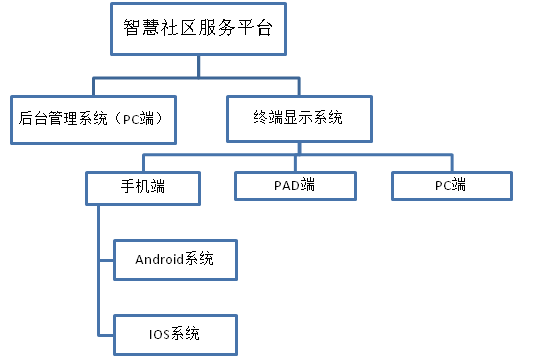 智慧社区服务平台
后台管理系统（PC端）
终端显示系统
手机端
PAD端
PC端
Android系统
IOS系统